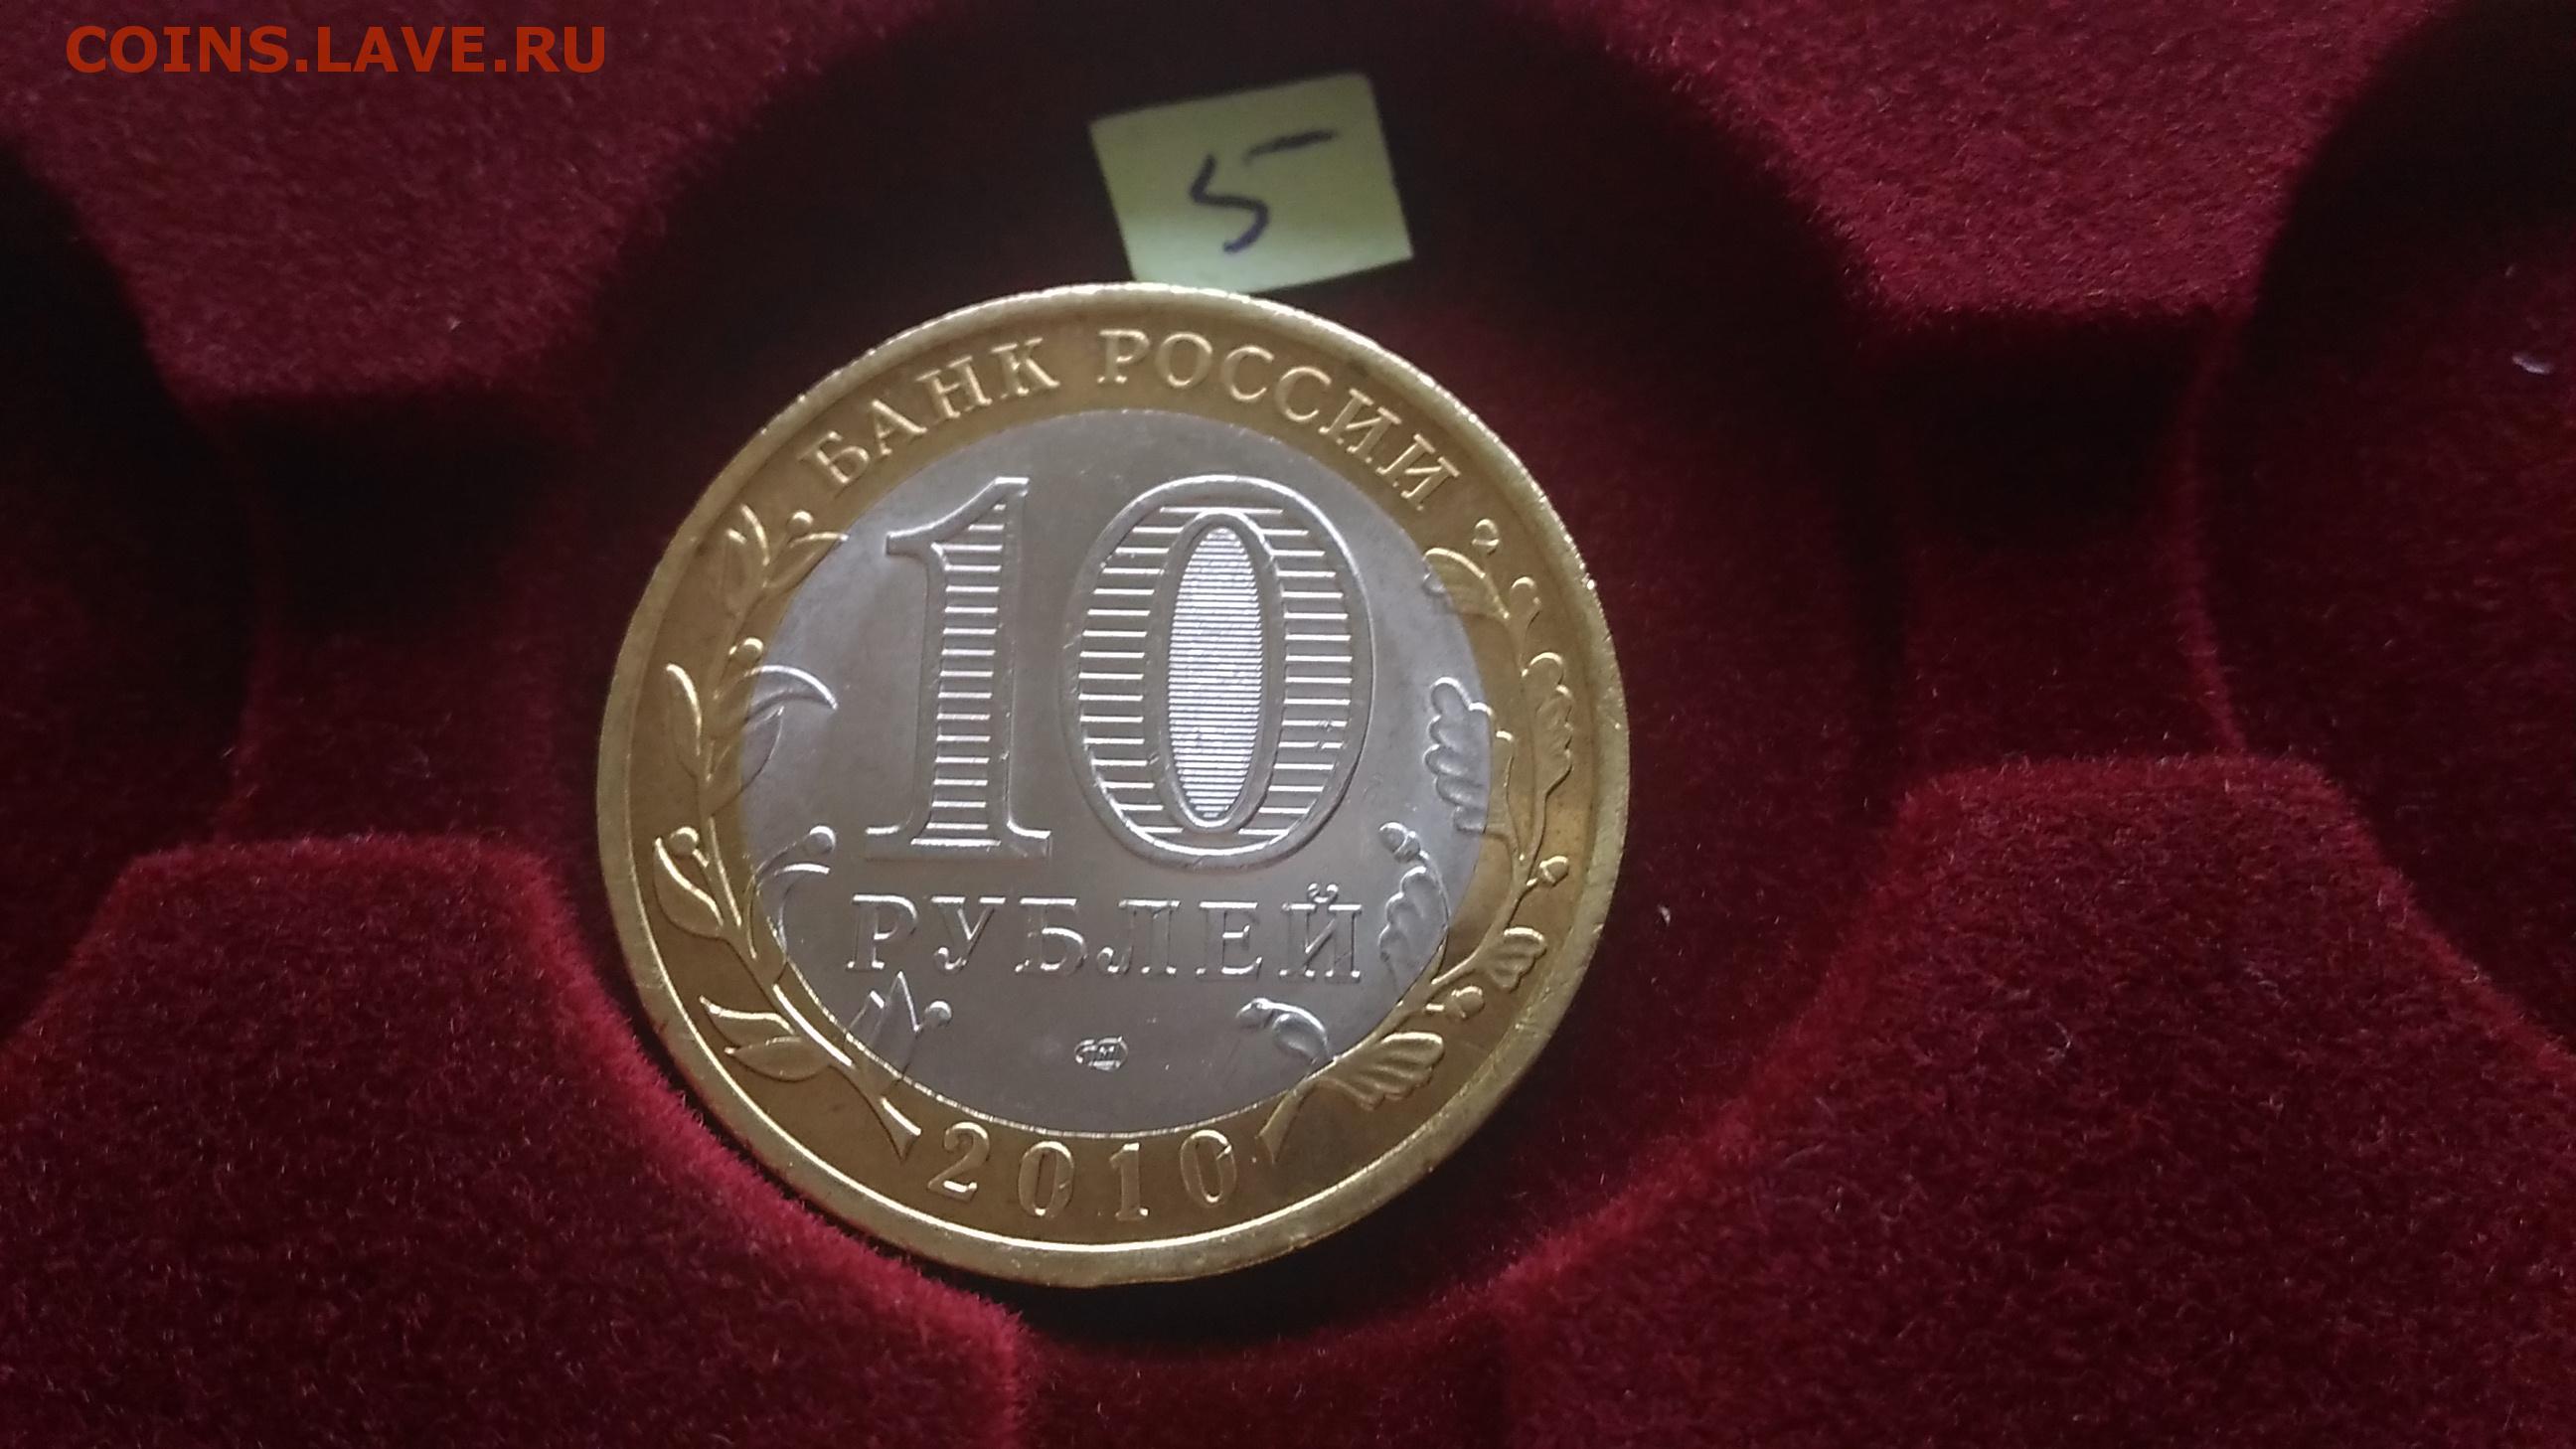 COINS.LAVE.RU
5
БАНК РОССИИ
10
РУБЛЕЙ
2010